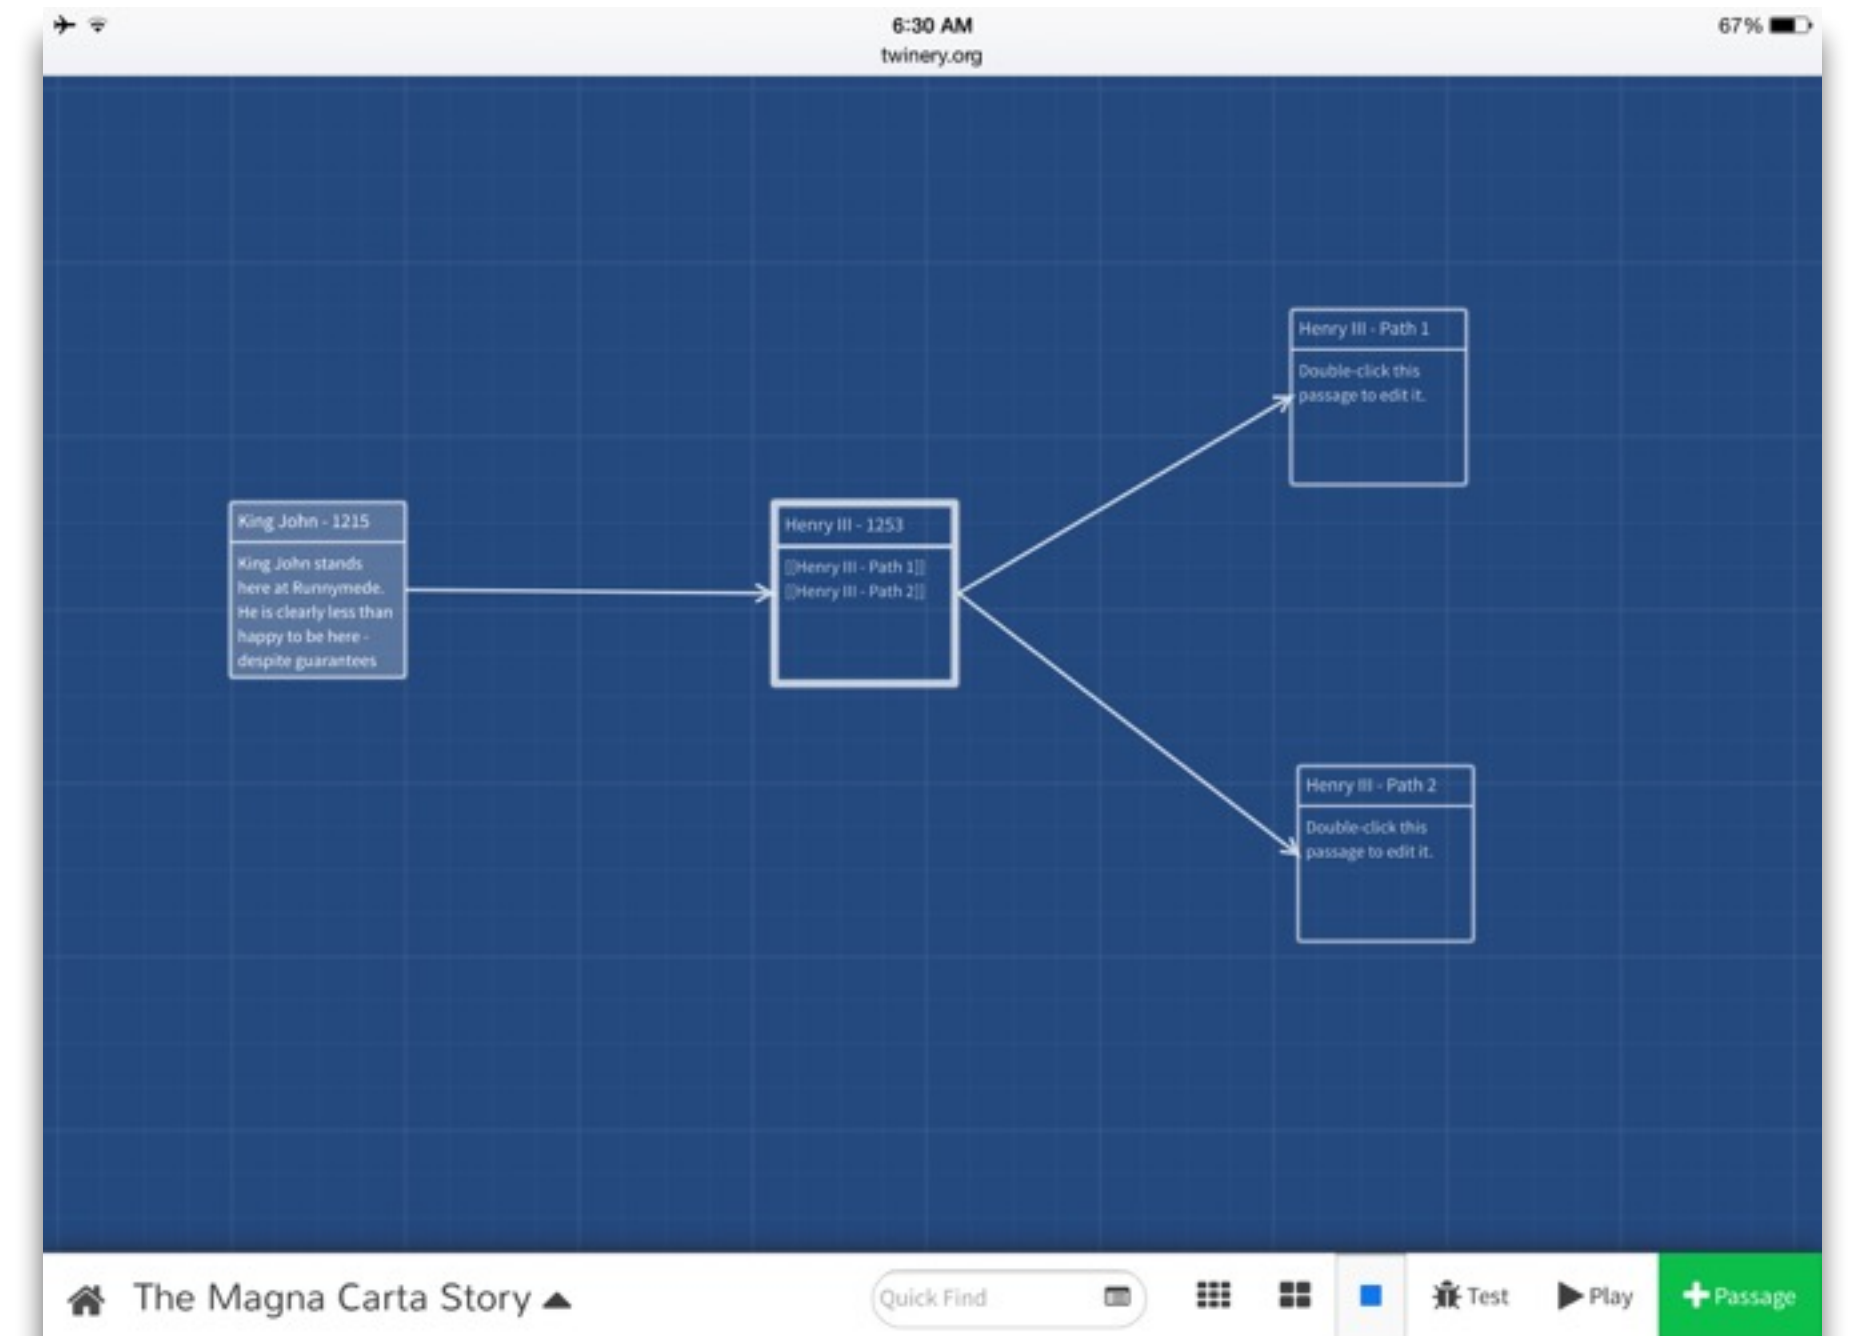 6:30 AM
67%
twinery.org
Henry III - Path 1
Double-click this
passage to edit it.
King John - 1215
King John stands
here at Runnymede.
He is clearly less than
happy to be here -
despite guarantees
Henry III - 1253
[[Henry III - Path 1]]
[[Henry III - Path 2]]
Henry III - Path 2
Double-click this
passage to edit it.
The Magna Carta Story
Quick Find
Test
Play
Passage